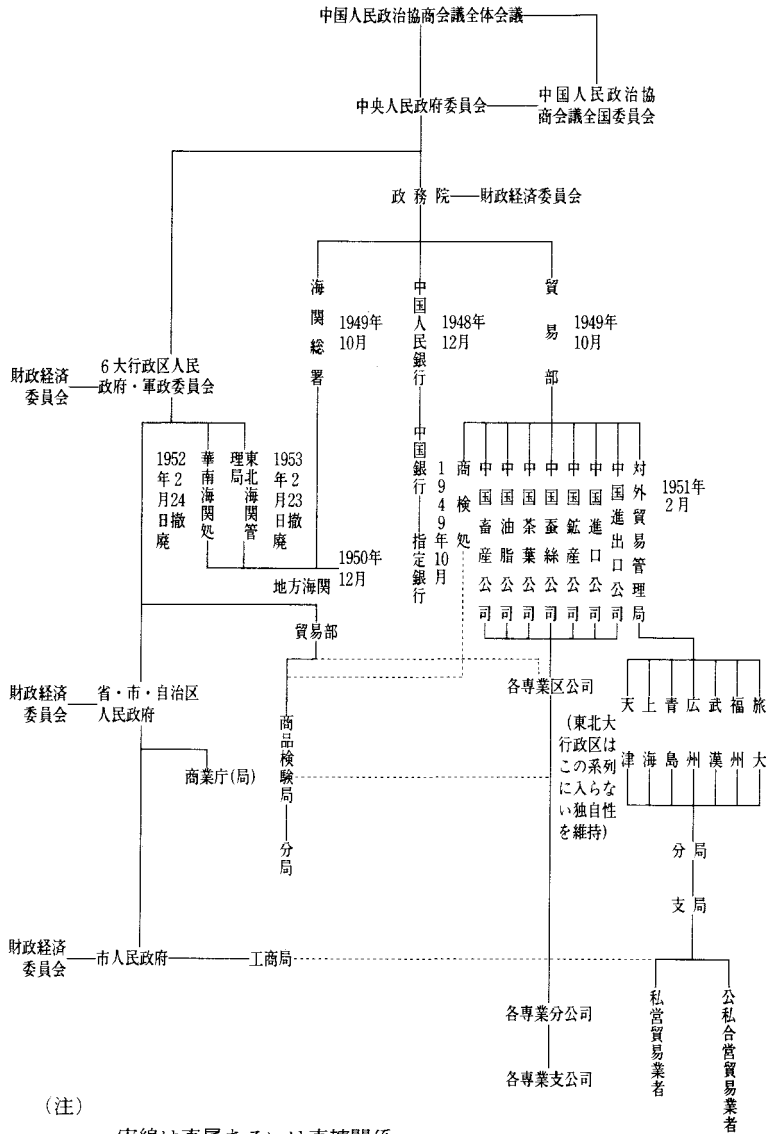 中国人民政治協商会議全体会議
中央人民政府委員会
中国人民政治協
商会議全国委員会
政務院
財政経済委員会
海関総署
1949年
10月
中国人民銀行
1948年
12月
貿易部
1949年
10月
財政経済
委員会
6大行政区人民
政府・軍政委員会
1952年2月24日撤廃
華南海関処
東北海関管
理局
1953年2月23日撤廃
1950年
12月
地方海関
中国銀行
指定銀行
1949年10月
商検処
中国畜産公司
中国油脂公司
中国茶葉公司
中国蚕絲公司
中国鉱産公司
中国進口公司
中国進出口公司
対外貿易管理局
1951年
2月
貿易部
財政経済
委員会
省・市・自治区
人民政府
商業庁(局)
商品検験局
分局
各専業区公司
(東北大
行政区は
この系列
に入らな
い独自性
を維持)
天津
上海
青島
広州
武漢
福州
旅大
分局
支局
財政経済
委員会
市人民政府
工商局
各専業分公司
各専業支公司
私営貿易業者
公私合営貿易業者
(注)